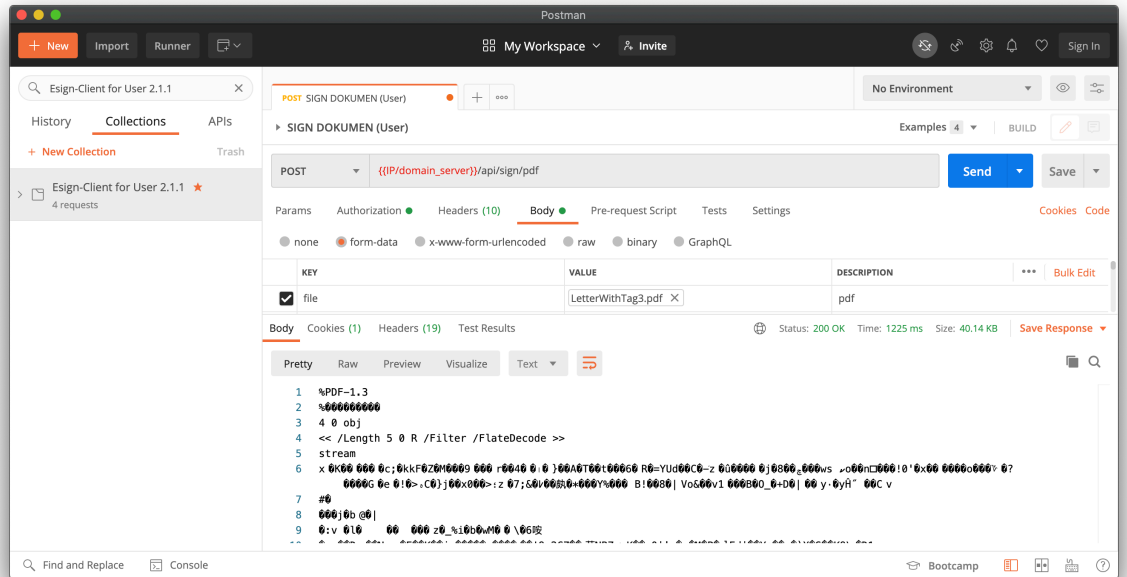 Postman
+ New Import Runner My Workspace Invite Sign In
Esign-Client for User 2.1.1
History Collections APIs
+ New Collection Trash
Esign-Client for User 2.1.1
4 requests
POST SIGN DOKUMEN (User)
No Environment
SIGN DOKUMEN (User)
Examples 4 BUILD
POST {{IP/domain_server}}/api/sign/pdf Send Save
Params Authorization Headers (10) Body Pre-request Script Tests Settings Cookies Code
none form-data x-www-form-urlencoded raw binary GraphQL
KEY VALUE DESCRIPTION ••• Bulk Edit
file LetterWithTag3.pdf pdf
Body Cookies (1) Headers (19) Test Results Status: 200 OK Time: 1225 ms Size: 40.14 KB Save Response
Pretty Raw Preview Visualize Text
1 %PDF-1.3
2 %����������
3 4 0 obj
4 << /Length 5 0 R /Filter /FlateDecode >>
5 stream
6
7 #�
8 ���j�b @�|
9
Find and Replace Console Bootcamp